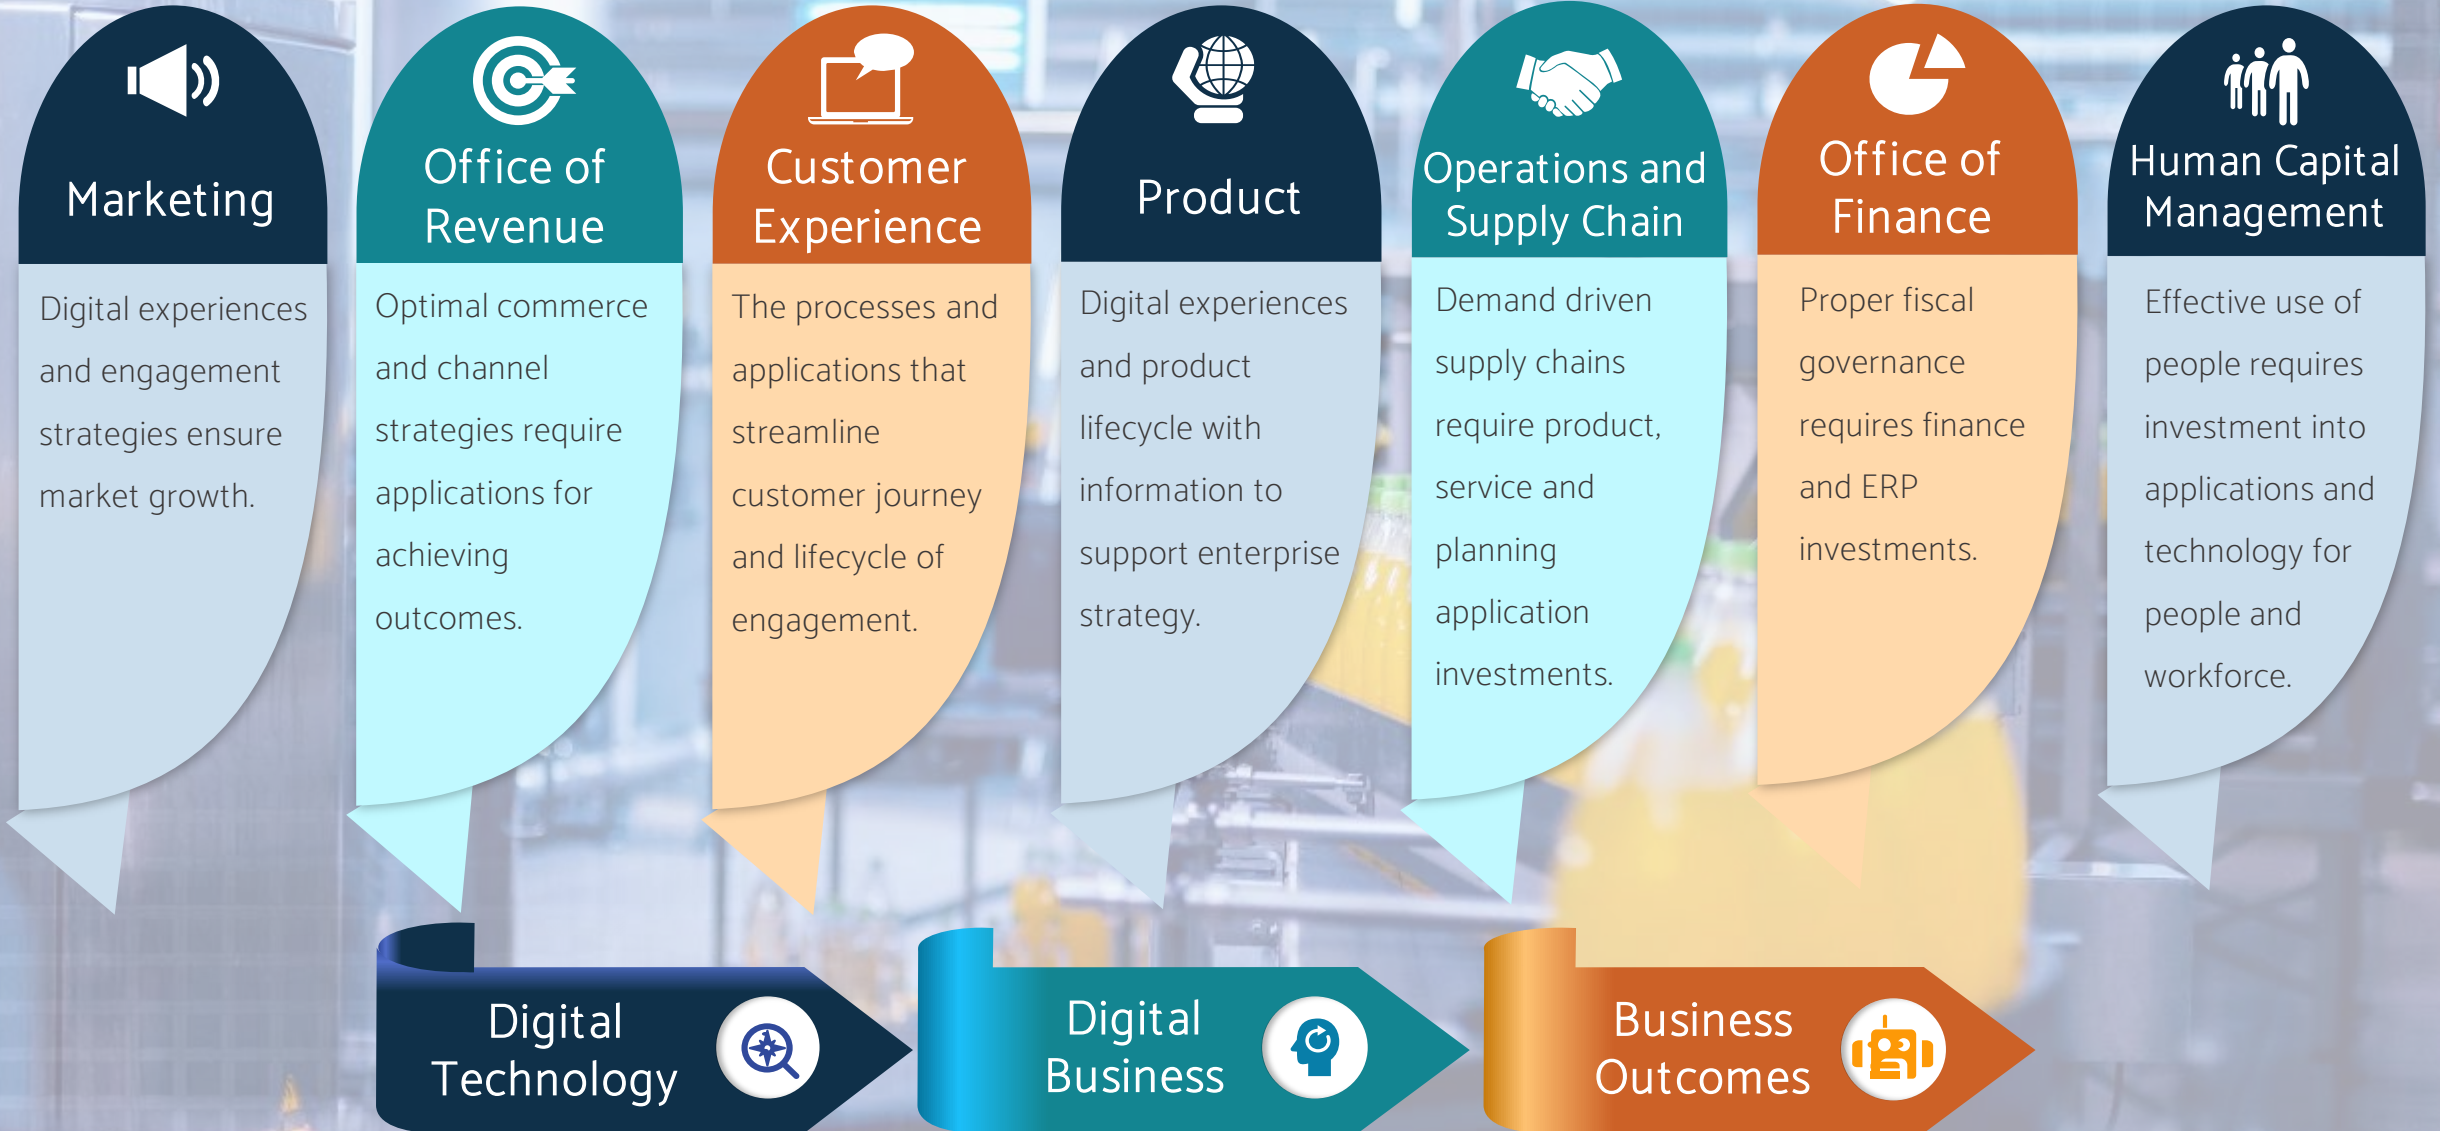 Marketing
Digital experiences
and engagement
strategies ensure
market growth.
Office of
Revenue
Optimal commerce
and channel
strategies require
applications for
achieving
outcomes.
Customer
Experience
The processes and
applications that
streamline
customer journey
and lifecycle of
engagement.
Product
Digital experiences
and product
lifecycle with
information to
support enterprise
strategy.
Operations and
Supply Chain
Demand driven
supply chains
require product,
service and
planning
application
investments.
Office of
Finance
Proper fiscal
governance
requires finance
and ERP
investments.
Human Capital
Management
Effective use of
people requires
investment into
applications and
technology for
people and
workforce.
Digital
Technology
Digital
Business
Business
Outcomes